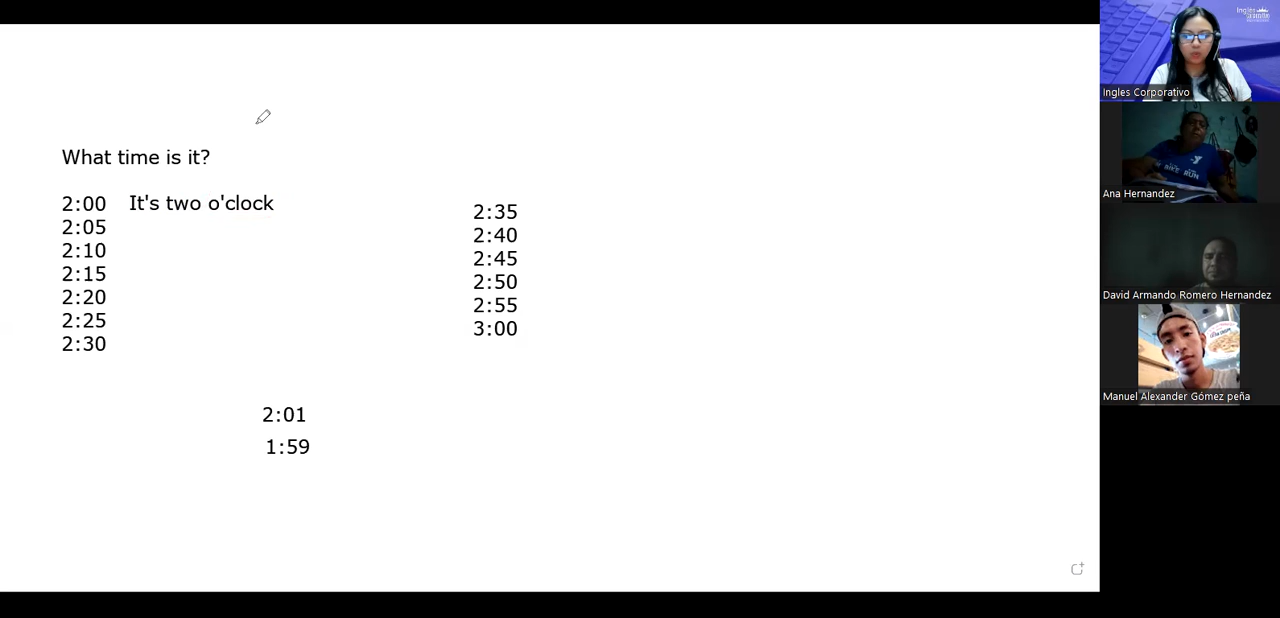 What time is it?
2:00 It's two o'clock
2:05
2:10
2:15
2:20
2:25
2:30
2:35
2:40
2:45
2:50
2:55
3:00
2:01
1:59
Ingles Corporativo
Ana Hernandez
David Armando Romero Hernandez
Manuel Alexander Gómez peña